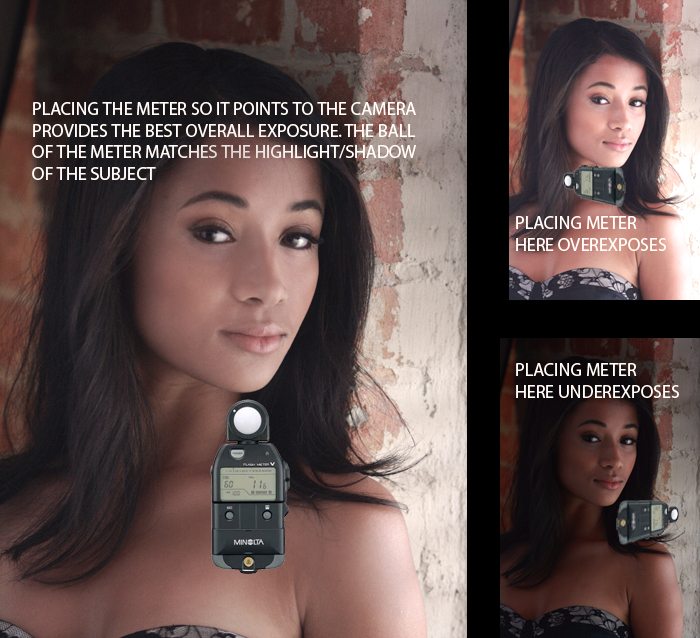 PLACING THE METER SO IT POINTS TO THE CAMERA
PROVIDES THE BEST OVERALL EXPOSURE. THE BALL
OF THE METER MATCHES THE HIGHLIGHT/SHADOW
OF THE SUBJECT
PLACING METER
HERE OVEREXPOSES
PLACING METER
HERE UNDEREXPOSES
FLASH METER V
60 11
MINOLTA